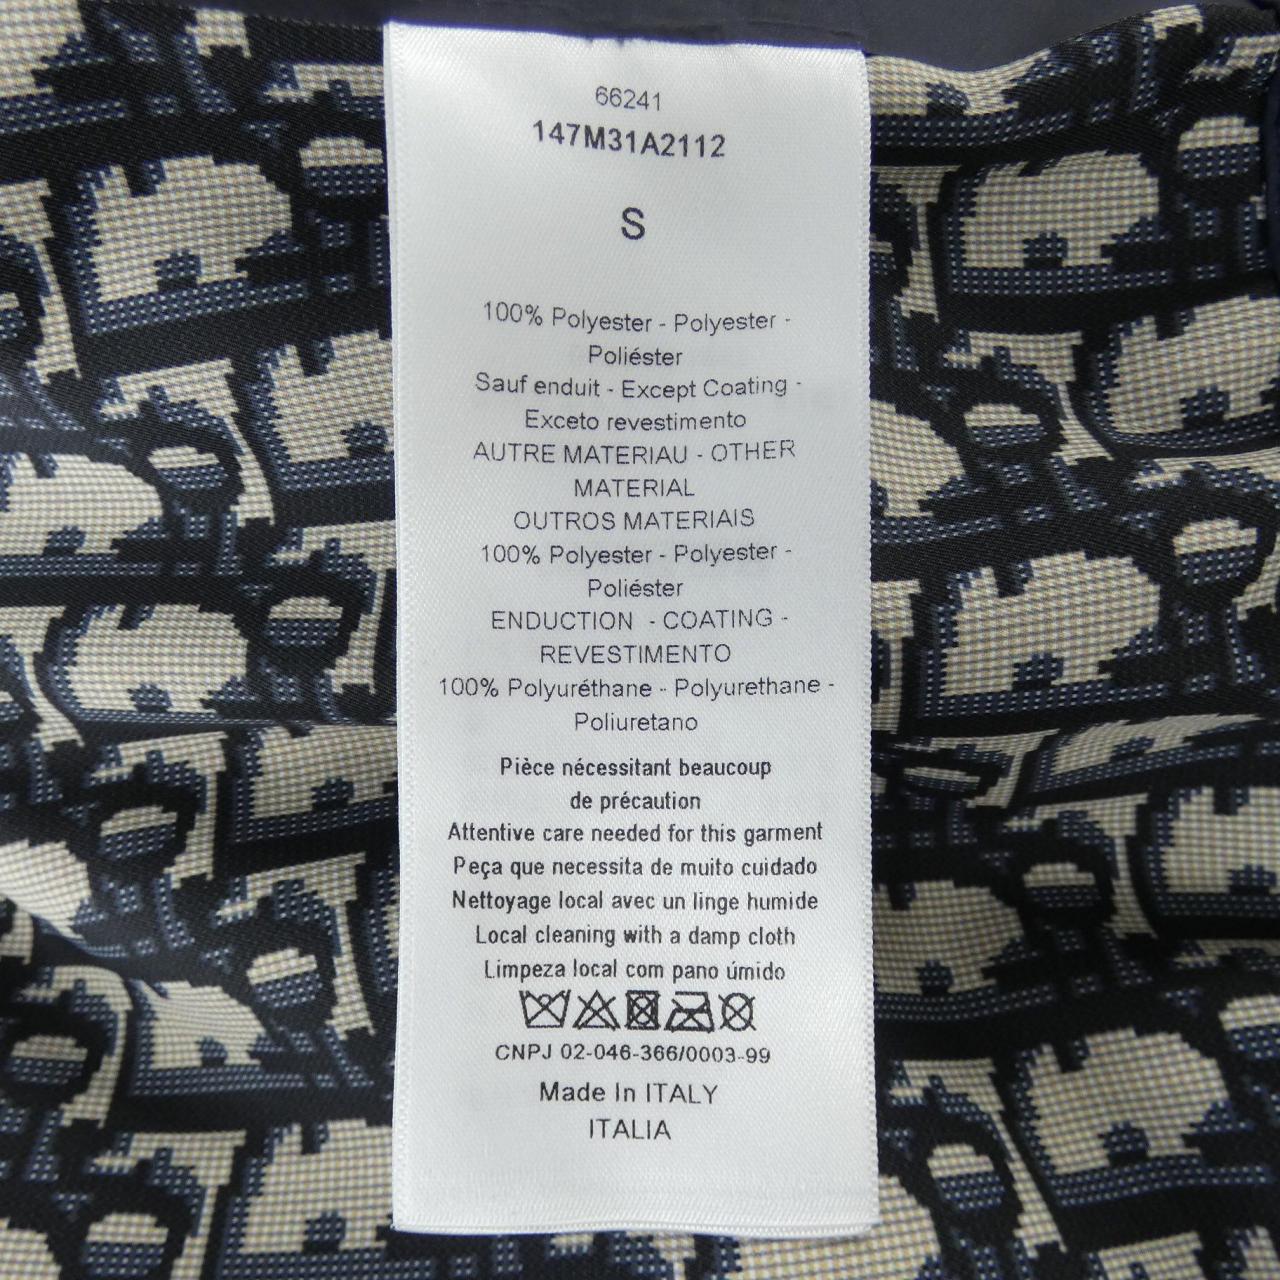 66241
147M31A2112
S
100% Polyester - Polyester -
Poliéster
Sauf enduit - Except Coating -
Exceto revestimento
AUTRE MATERIAU - OTHER
MATERIAL
OUTROS MATERIAIS
100% Polyester - Polyester -
Poliéster
ENDUCTION - COATING -
REVESTIMENTO
100% Polyuréthane - Polyurethane -
Poliuretano
Pièce nécessitant beaucoup
de précaution
Attentive care needed for this garment
Peça que necessita de muito cuidado
Nettoyage local avec un linge humide
Local cleaning with a damp cloth
Limpeza local com pano úmido
CNPJ 02-046-366/0003-99
Made In ITALY
ITALIA